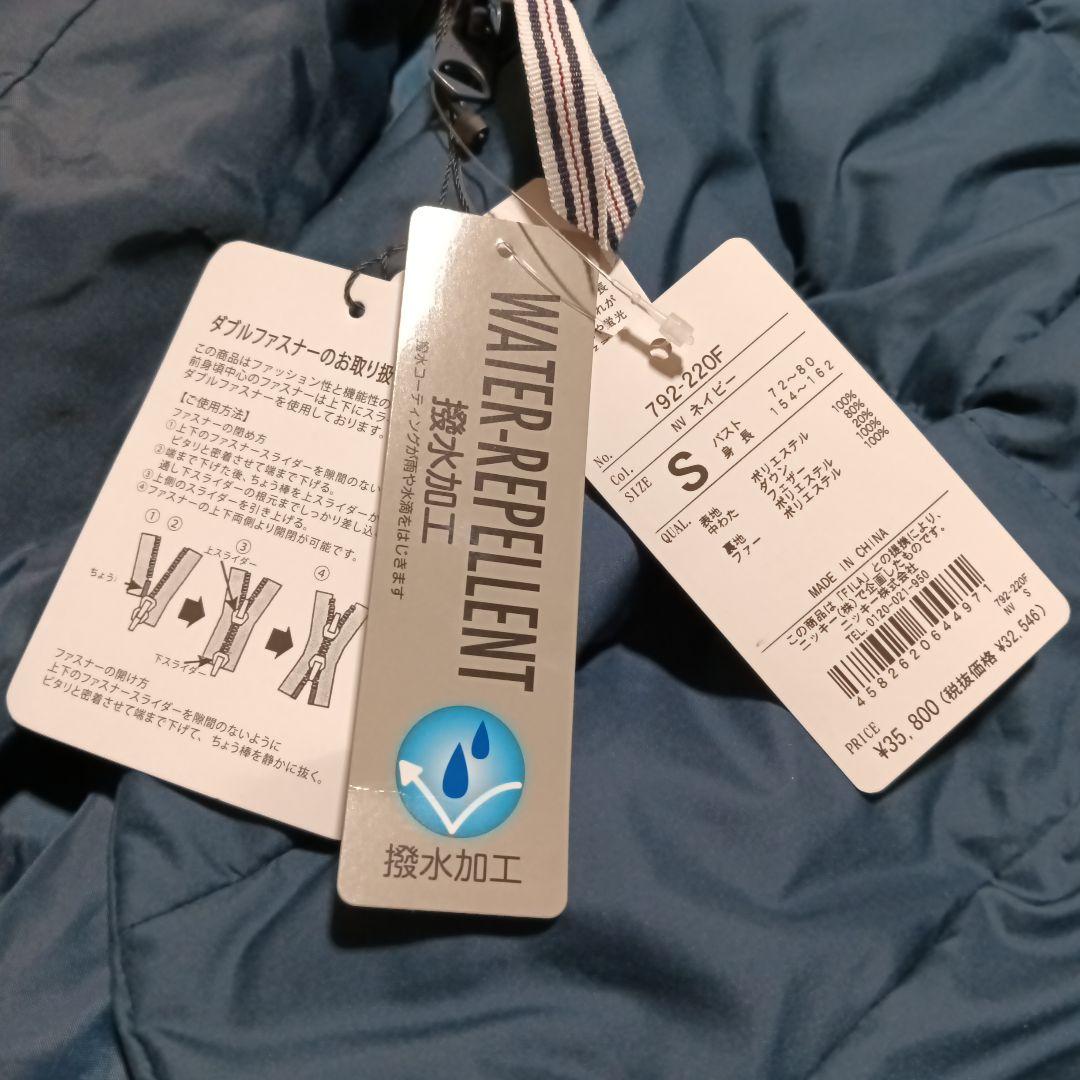 ダブルファスナーのお取り扱
この商品はファッション性と機能性の
前身頃中心のファスナーは上下にスラ
ダブルファスナーを使用しております。
【ご使用方法】
ファスナーの閉め方
①上下のファスナースライダーを隙間のない
ピタリと密着させて端まで下げる。
②端まで下げた後、ちょう棒を上スライダーか
通し下スライダーの根元までしっかり差し込
③上側のスライダーを引き上げる。
④ファスナーの上下両側より開閉が可能です。
① ②
③
④
上スライダー
ちょう
下スライダー
ファスナーの開け方
上下のファスナースライダーを隙間のないように
ピタリと密着させて端まで下げて、ちょう棒を静かに抜く。
WATER-REPELLENT
撥水加工
撥水コーティングが雨や水滴をはじきます
撥水加工
長
れが
蛍光
No. 792-220F
Col. NV ネイビー
SIZE S バスト 72～80
身長 154～162
QUAL. 表地 ポリエステル 100%
中わた ダウン 80%
フェザー 20%
裏地 ポリエステル 100%
ファー ポリエステル 100%
MADE IN CHINA
この商品は、「FILA」との提携により、
ニッキー(株)で企画したものです。
ニッキー株式会社
TEL. 0120-021-950
4582620644971
792-220F
NV S
PRICE ¥35,800 (税抜価格 ¥32,546)